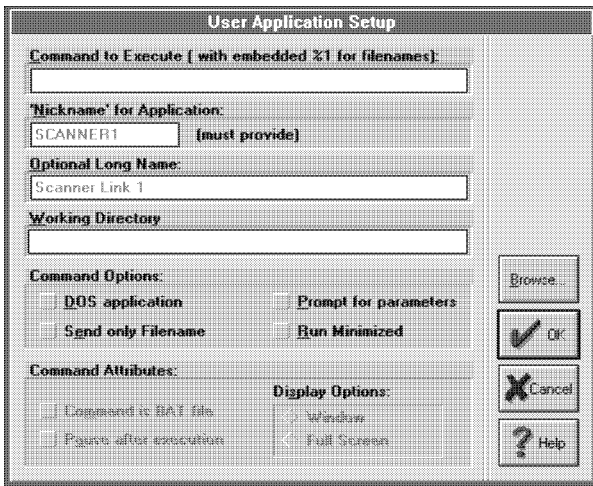 User Application Setup
Command to Execute ( with embedded %1 for filenames):
'Nickname' for Application:
SCANNER1 (must provide)
Optional Long Name:
Scanner Link 1
Working Directory
Command Options:
DOS application Prompt for parameters
Send only Filename Run Minimized
Command Attributes:
Display Options:
Command is BAT file Window
Pause after execution Full Screen
Browse...
OK
Cancel
Help